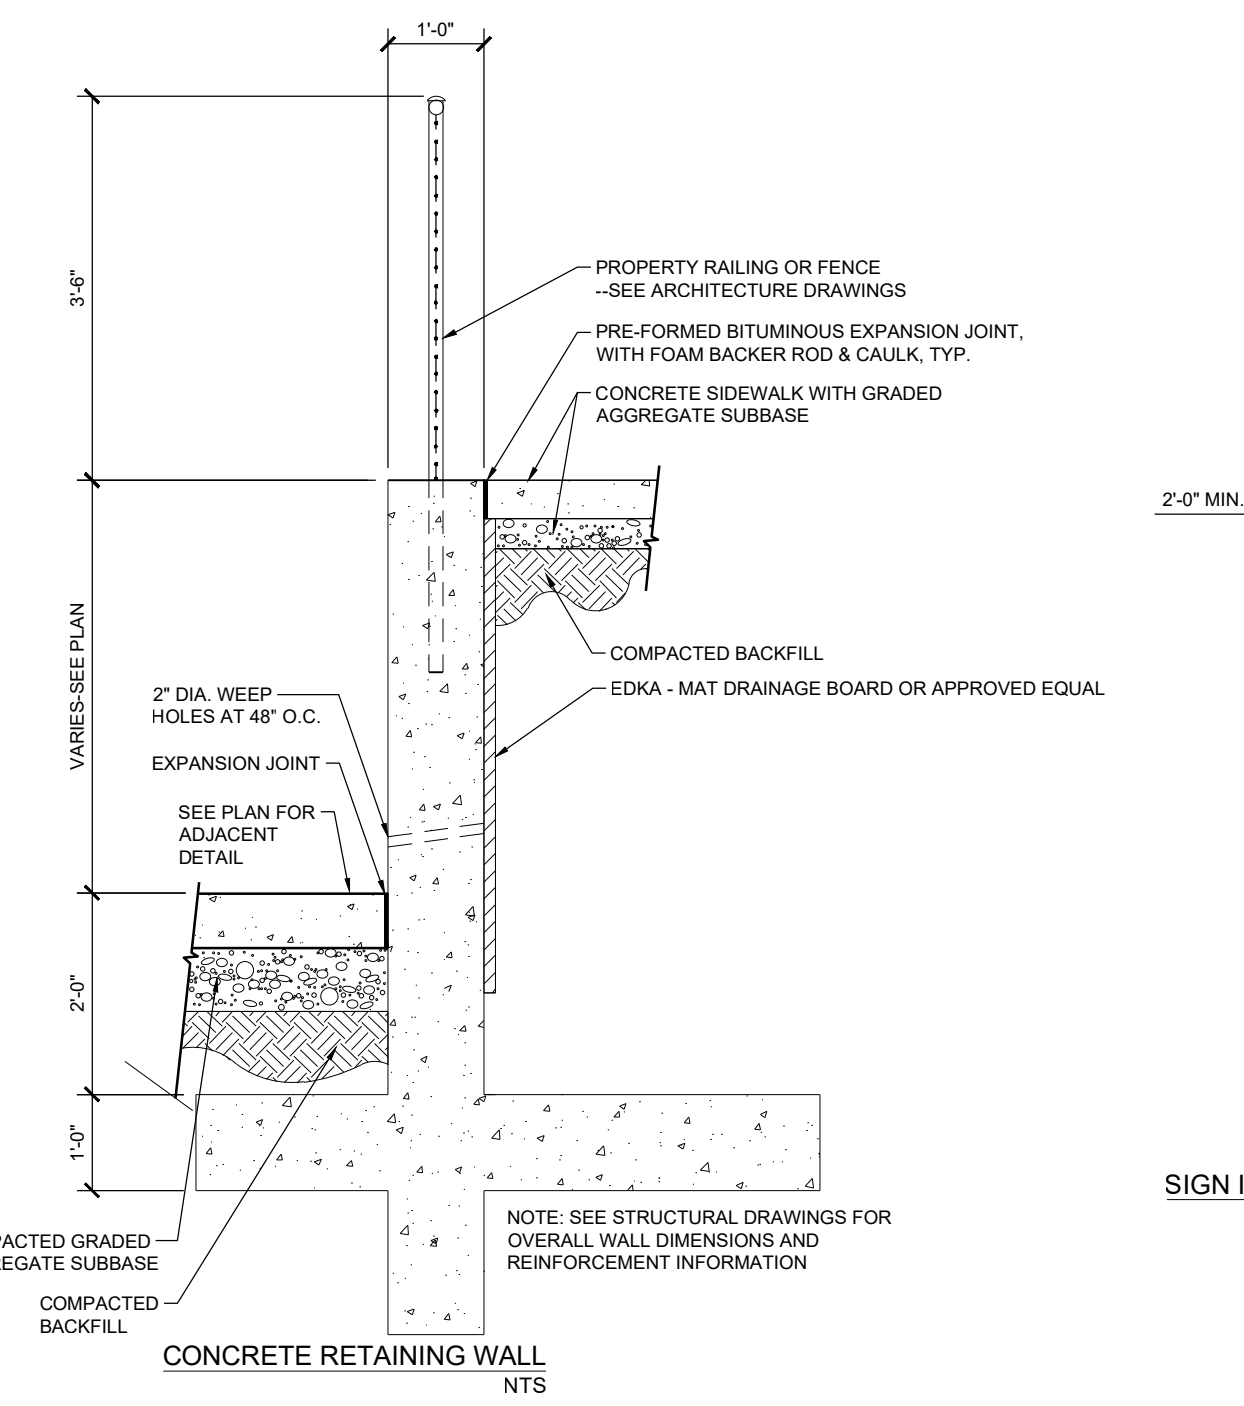 1'-0"
3'-6"
PROPERTY RAILING OR FENCE
--SEE ARCHITECTURE DRAWINGS
PRE-FORMED BITUMINOUS EXPANSION JOINT,
WITH FOAM BACKER ROD & CAULK, TYP.
CONCRETE SIDEWALK WITH GRADED
AGGREGATE SUBBASE
2'-0" MIN.
VARIES-SEE PLAN
COMPACTED BACKFILL
EDKA - MAT DRAINAGE BOARD OR APPROVED EQUAL
2" DIA. WEEP
HOLES AT 48" O.C.
EXPANSION JOINT
SEE PLAN FOR
ADJACENT
DETAIL
2'-0"
1'-0"
SIGN I
NOTE: SEE STRUCTURAL DRAWINGS FOR
OVERALL WALL DIMENSIONS AND
REINFORCEMENT INFORMATION
PACTED GRADED
REGATE SUBBASE
COMPACTED
BACKFILL
CONCRETE RETAINING WALL
NTS